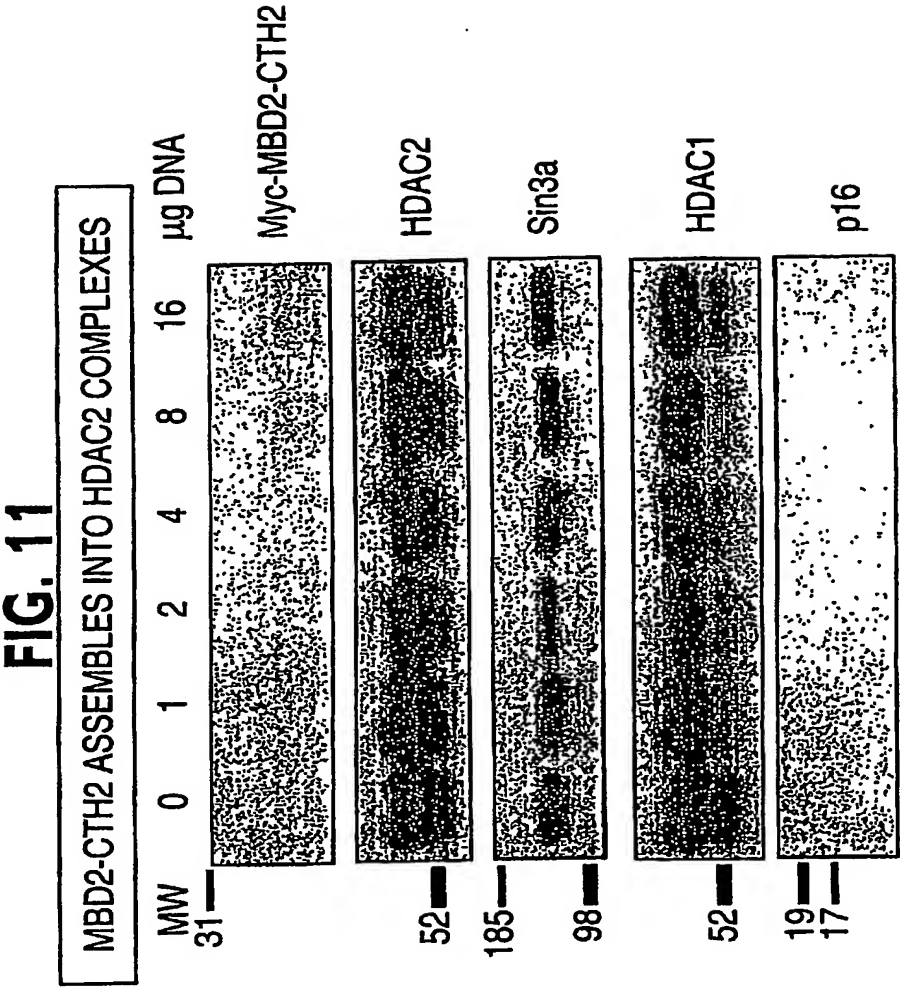 FIG. 11
MBD2-CTH2 ASSEMBLES INTO HDAC2 COMPLEXES
MW 0 1 2 4 8 16 µg DNA
31 Myc-MBD2-CTH2
52 HDAC2
185
Sin3a
98
52 HDAC1
19
17
p16